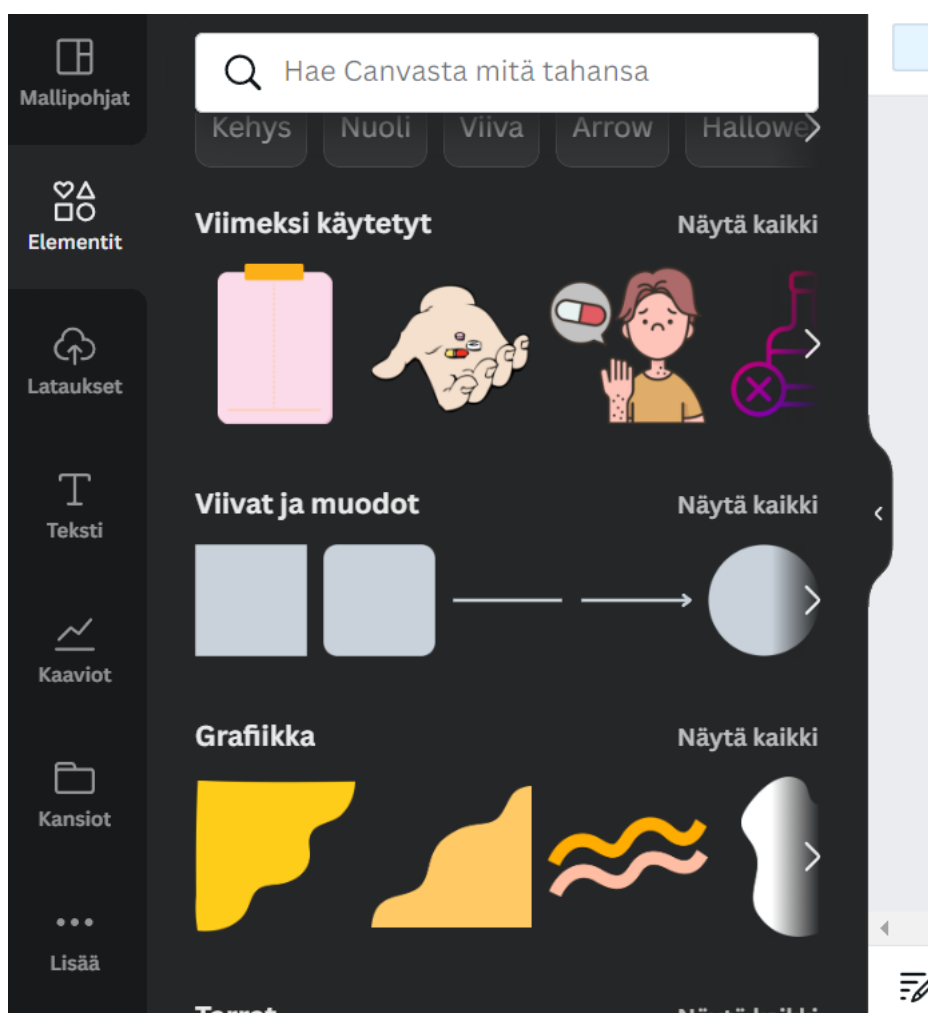 Mallipohjat
Elementit
Lataukset
Teksti
Kaaviot
Kansiot
Lisää
Hae Canvasta mitä tahansa
Kehys Nuoli Viiva Arrow Hallowe
Viimeksi käytetyt Näytä kaikki
Viivat ja muodot Näytä kaikki
Grafiikka Näytä kaikki